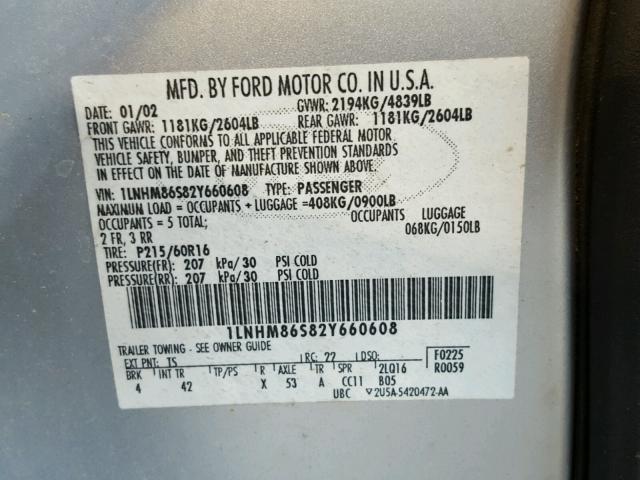 MFD. BY FORD MOTOR CO. IN U.S.A.
DATE: 01/02 GVWR: 2194KG/4839LB
FRONT GAWR: 1181KG/2604LB REAR GAWR: 1181KG/2604LB
THIS VEHICLE CONFORMS TO ALL APPLICABLE FEDERAL MOTOR
VEHICLE SAFETY, BUMPER, AND THEFT PREVENTION STANDARDS
IN EFFECT ON THE DATE OF MANUFACTURE SHOWN ABOVE.
VIN: 1LNHM86S82Y660608 TYPE: PASSENGER
MAXINUN LOAD = OCCUPANTS + LUGGAGE =408KG/0900LB
OCCUPANTS = 5 TOTAL; OCCUPANTS LUGGAGE
2 FR, 3 RR 068KG/0150LB
TIRE: P215/60R16
PRESSURE(FR): 207 kPa/30 PSI COLD
PRESSURE(RR): 207 kPa/30 PSI COLD
1LNHM86S82Y660608
TRAILER TOWING - SEE OWNER GUIDE
EXT PNT: TS RC: 22 DSO: F0225
BRK INT TR TP/PS R AXLE TR SPR 2LQ16 R0059
4 42 X 53 A CC11 B05
UBC 2U5A-5420472-AA